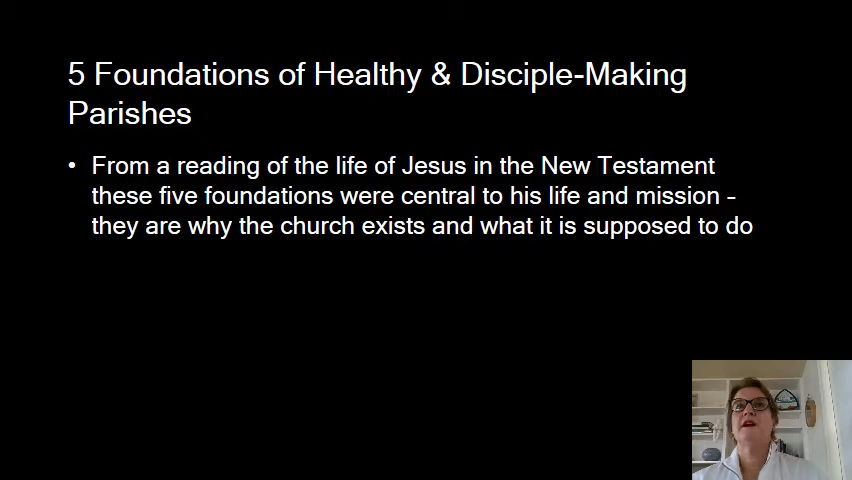 5 Foundations of Healthy & Disciple-Making
Parishes
• From a reading of the life of Jesus in the New Testament
these five foundations were central to his life and mission –
they are why the church exists and what it is supposed to do